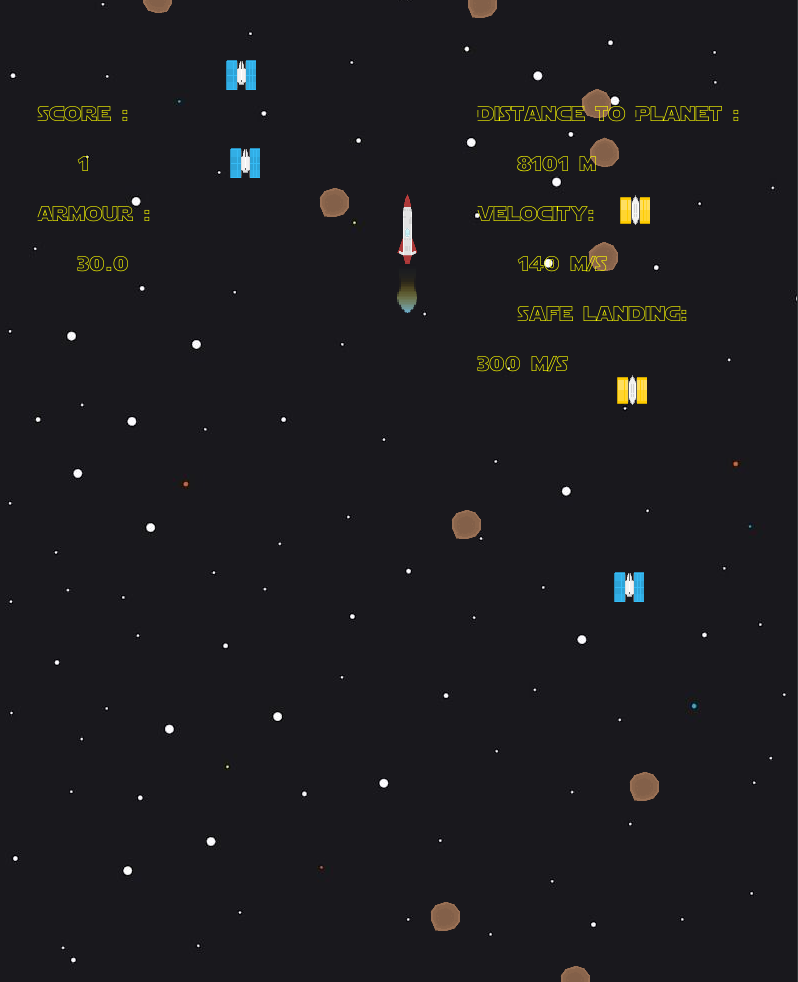 SCORE :
1
ARMOUR :
30.0
DISTANCE TO PLANET :
8101 M
VELOCITY:
140 M/S
SAFE LANDING:
300 M/S